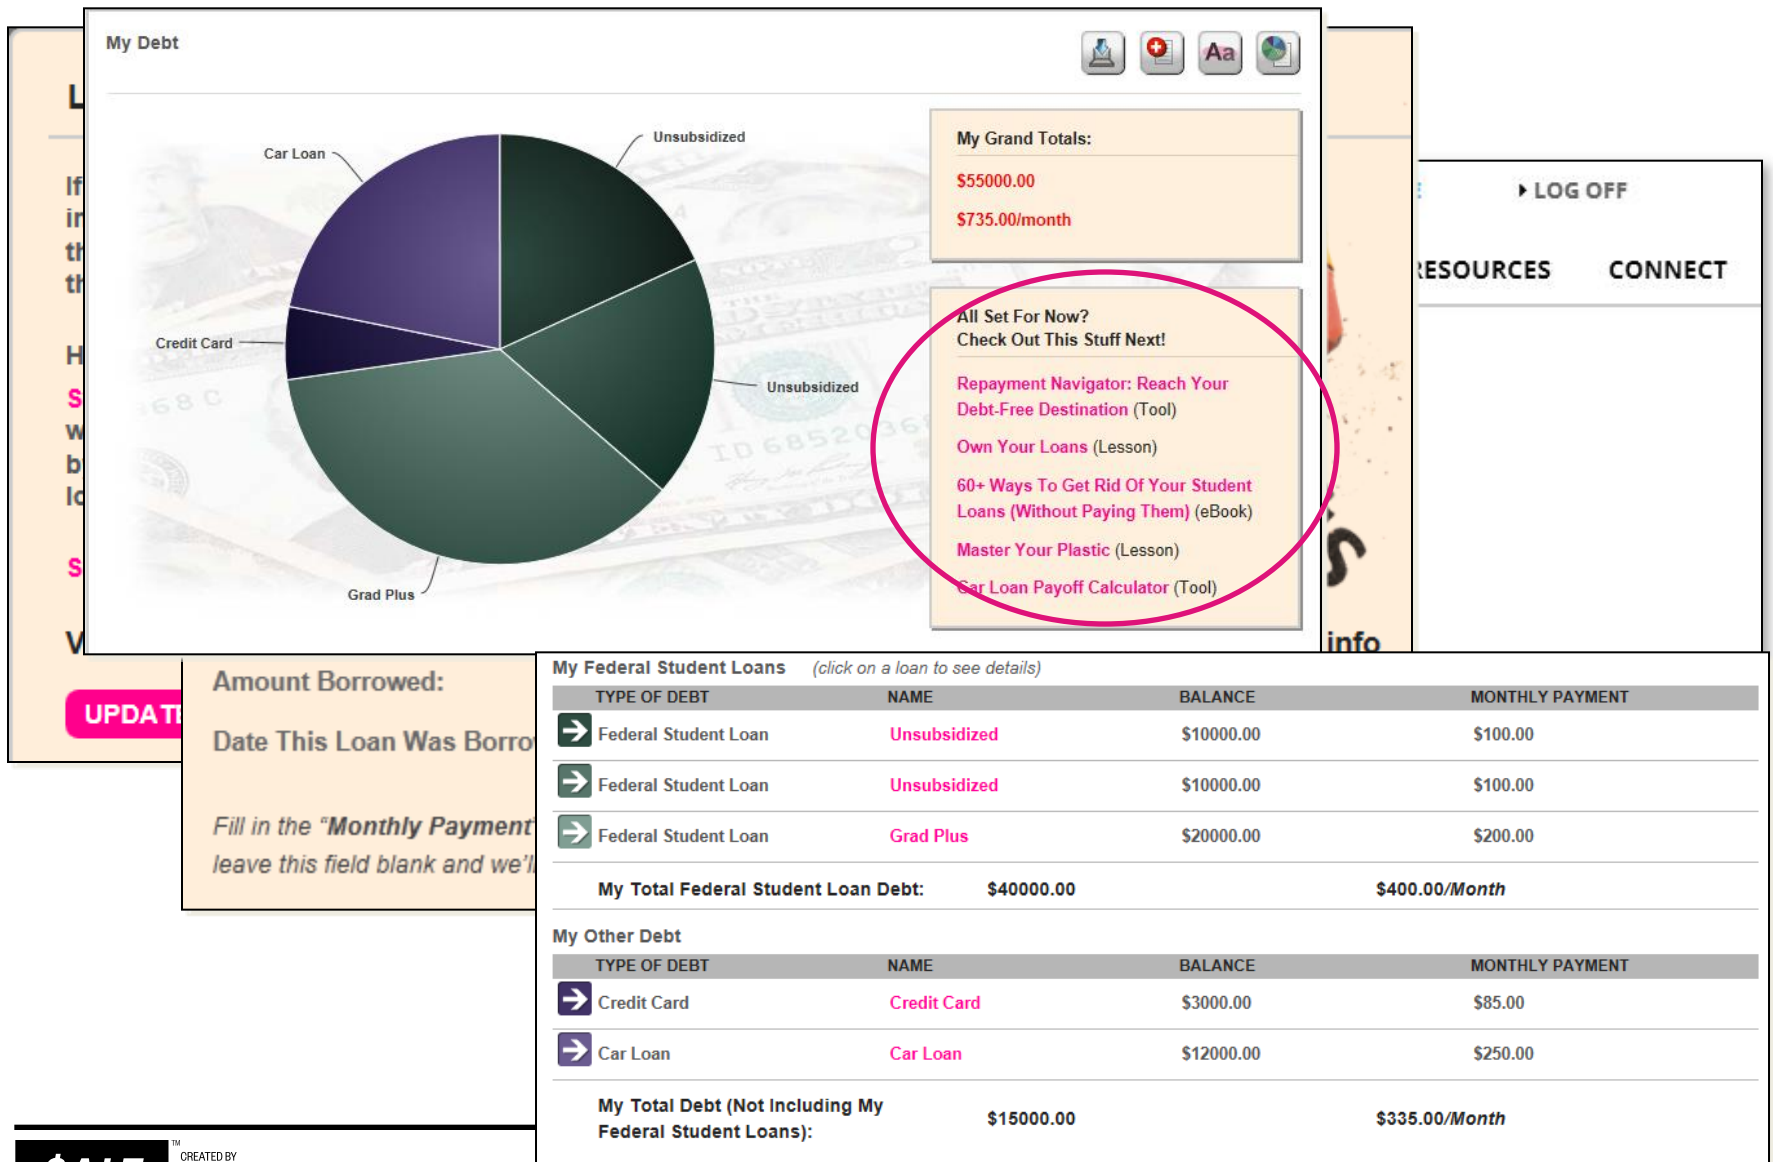 My Debt
Aa
Car Loan
Unsubsidized
Credit Card
Unsubsidized
Grad Plus
My Grand Totals:
$55000.00
$735.00/month
All Set For Now?
Check Out This Stuff Next!
Repayment Navigator: Reach Your
Debt-Free Destination (Tool)
Own Your Loans (Lesson)
60+ Ways To Get Rid Of Your Student
Loans (Without Paying Them) (eBook)
Master Your Plastic (Lesson)
Car Loan Payoff Calculator (Tool)
LOG OFF
CONNECT
If
info
Amount Borrowed:
Date This Loan Was
Fill in the “Monthly Payment
leave this field blank and
My Federal Student Loans (click on a loan to see details)
TYPE OF DEBT NAME BALANCE MONTHLY PAYMENT
Federal Student Loan Unsubsidized $10000.00 $100.00
Federal Student Loan Unsubsidized $10000.00 $100.00
Federal Student Loan Grad Plus $20000.00 $200.00
My Total Federal Student Loan Debt: $40000.00 $400.00/Month
My Other Debt
TYPE OF DEBT NAME BALANCE MONTHLY PAYMENT
Credit Card Credit Card $3000.00 $85.00
Car Loan Car Loan $12000.00 $250.00
My Total Debt (Not Including My
Federal Student Loans): $15000.00 $335.00/Month
TM
CREATED BY